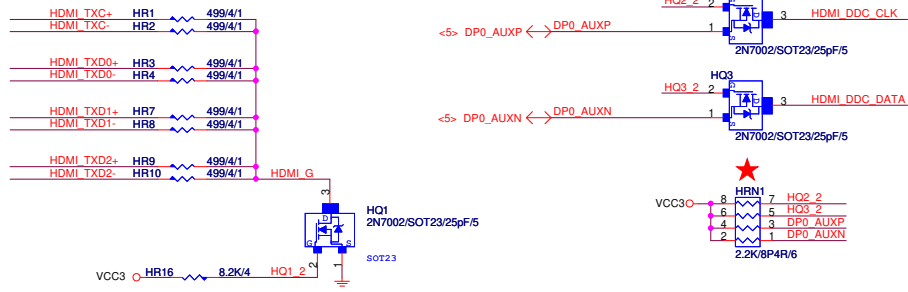 HDMI_TXC+ HR1 499/4/1
HDMI_TXC- HR2 499/4/1
HDMI_TXD0+ HR3 499/4/1
HDMI_TXD0- HR4 499/4/1
HDMI_TXD1+ HR7 499/4/1
HDMI_TXD1- HR8 499/4/1
HDMI_TXD2+ HR9 499/4/1
HDMI_TXD2- HR10 499/4/1 HDMI_G
3
D
G S
HQ1
2N7002/SOT23/25pF/5
SOT23
2 1
VCC3 HR16 8.2K/4 HQ1_2
HQ2_2 2
D
S
3 HDMI_DDC_CLK
<5> DP0_AUXP DP0_AUXP 1
2N7002/SOT23/25pF/5
HQ3
HQ3_2 2
G
D
S
3 HDMI_DDC_DATA
<5> DP0_AUXN DP0_AUXN 1
2N7002/SOT23/25pF/5
HRN1
VCC3 8 7 HQ2_2
6 5 HQ3_2
4 3 DP0_AUXP
2 1 DP0_AUXN
2.2K/8P4R/6